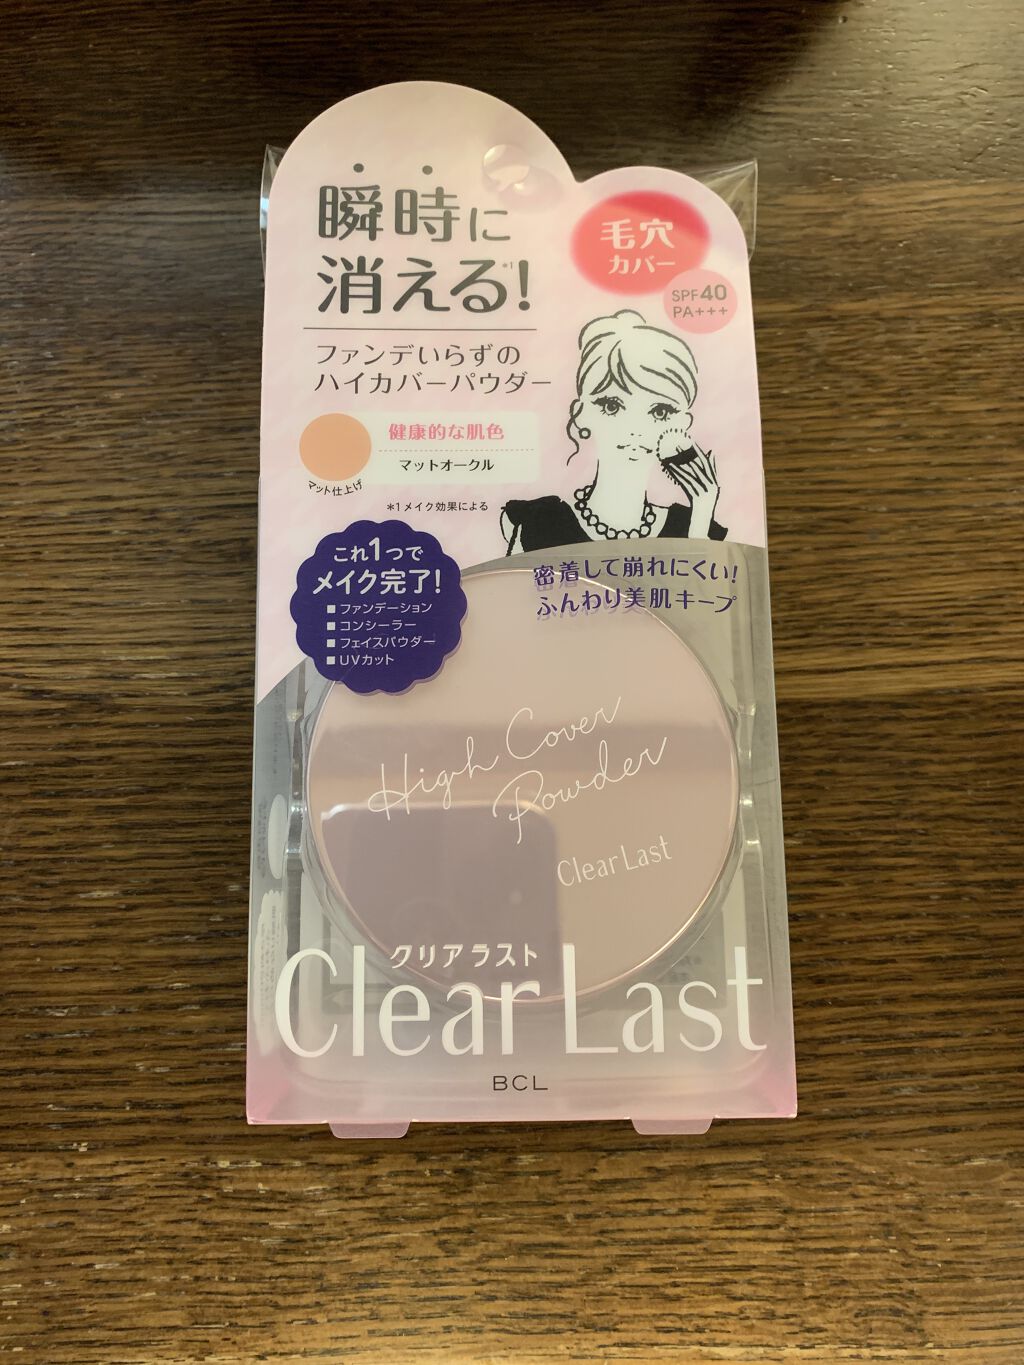 瞬時に
消える!*1
毛穴
カバー
SPF40
PA+++
ファンデいらずの
ハイカバーパウダー
健康的な肌色
マットオークル
マット仕上げ
*1メイク効果による
これ1つで
メイク完了!
■ ファンデーション
■ コンシーラー
■ フェイスパウダー
■ UVカット
密着して崩れにくい!
ふんわり美肌キープ
High Cover
Powder
Clear Last
クリアラスト
Clear Last
BCL